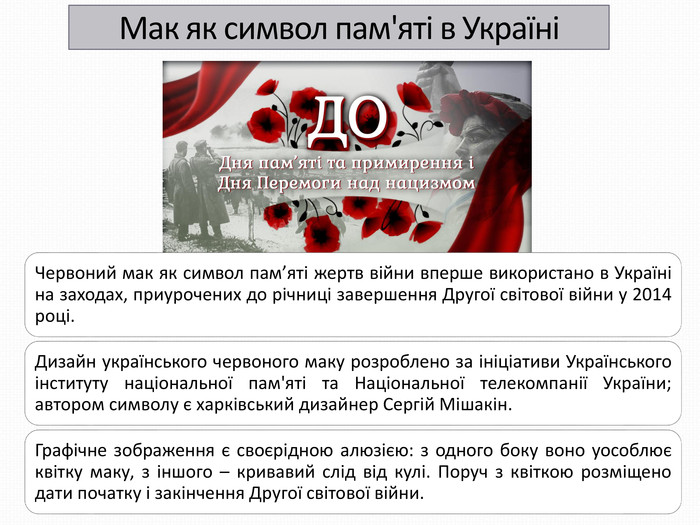 Мак як символ пам'яті в Україні
ДО
Дня пам’яті та примирення і
Дня Перемоги над нацизмом
Червоний мак як символ пам’яті жертв війни вперше використано в Україні
на заходах, приурочених до річниці завершення Другої світової війни у 2014
році.
Дизайн українського червоного маку розроблено за ініціативи Українського
інституту національної пам'яті та Національної телекомпанії України;
автором символу є харківський дизайнер Сергій Мішакін.
Графічне зображення є своєрідною алюзією: з одного боку воно уособлює
квітку маку, з іншого – кривавий слід від кулі. Поруч з квіткою розміщено
дати початку і закінчення Другої світової війни.